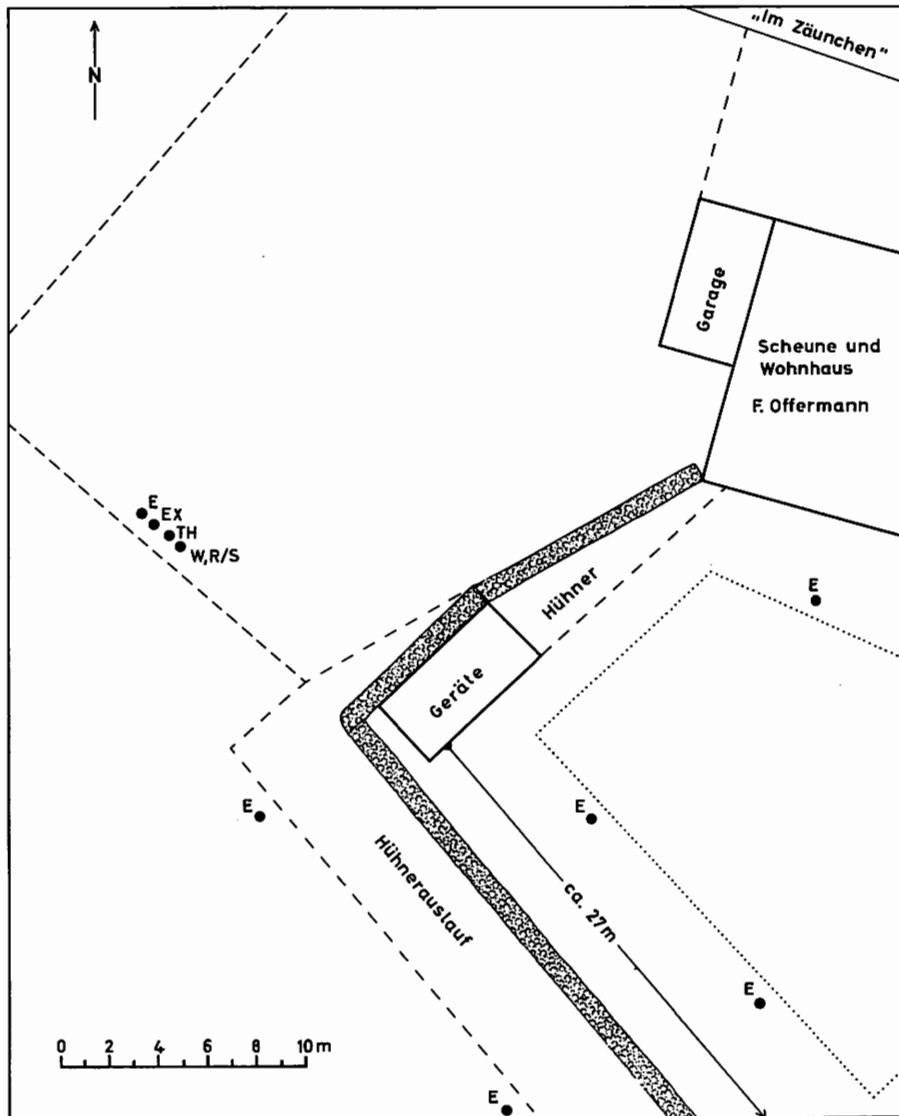 „Im Zäunchen"
N
Garage
Scheune und
Wohnhaus
F. Offermann
E
EX
TH
W,R/S
Hühner
E
Geräte
E
E
Hühnerauslauf
ca. 27m
E
0 2 4 6 8 10 m
E